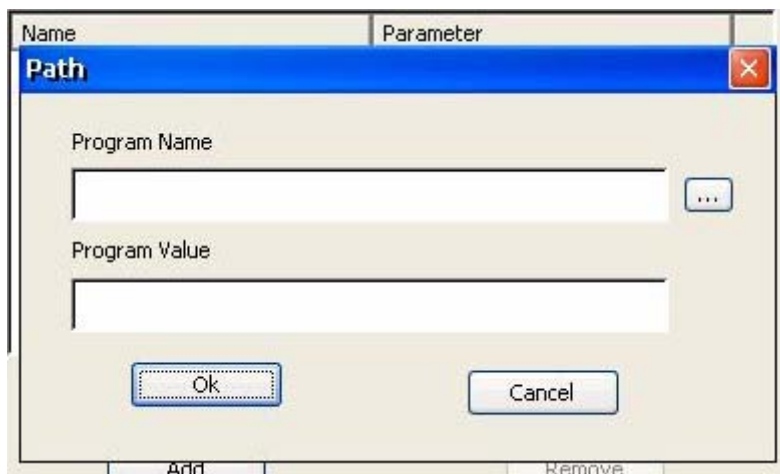 Name Parameter
Path
Program Name
...
Program Value
Ok Cancel
Add Remove